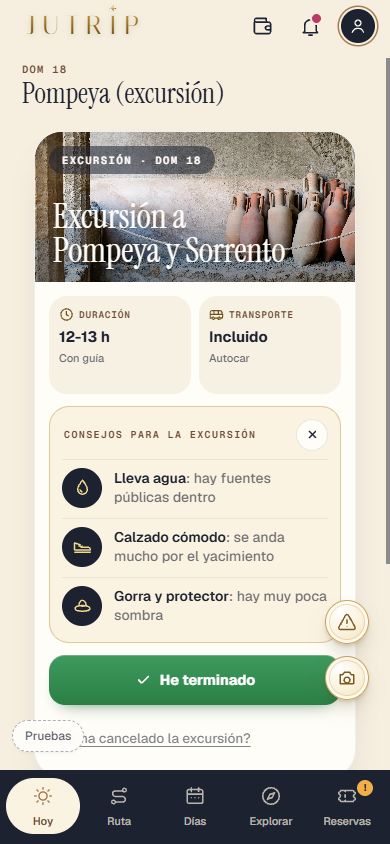 JUTRIP
DOM 18
Pompeya (excursión)
EXCURSIÓN · DOM 18
Excursión a
Pompeya y Sorrento
DURACIÓN
12-13 h
Con guía
TRANSPORTE
Incluido
Autocar
CONSEJOS PARA LA EXCURSIÓN
Lleva agua: hay fuentes
públicas dentro
Calzado cómodo: se anda
mucho por el yacimiento
Gorra y protector: hay muy poca
sombra
He terminado
Pruebas
ha cancelado la excursión?
!
Hoy
Ruta
Días
Explorar
Reservas